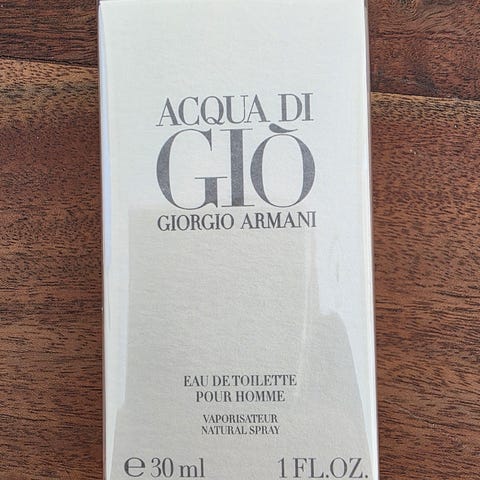 ACQUA DI
GIÒ
GIORGIO ARMANI
EAU DE TOILETTE
POUR HOMME
VAPORISATEUR
NATURAL SPRAY
℮ 30 ml 1 FL.OZ.